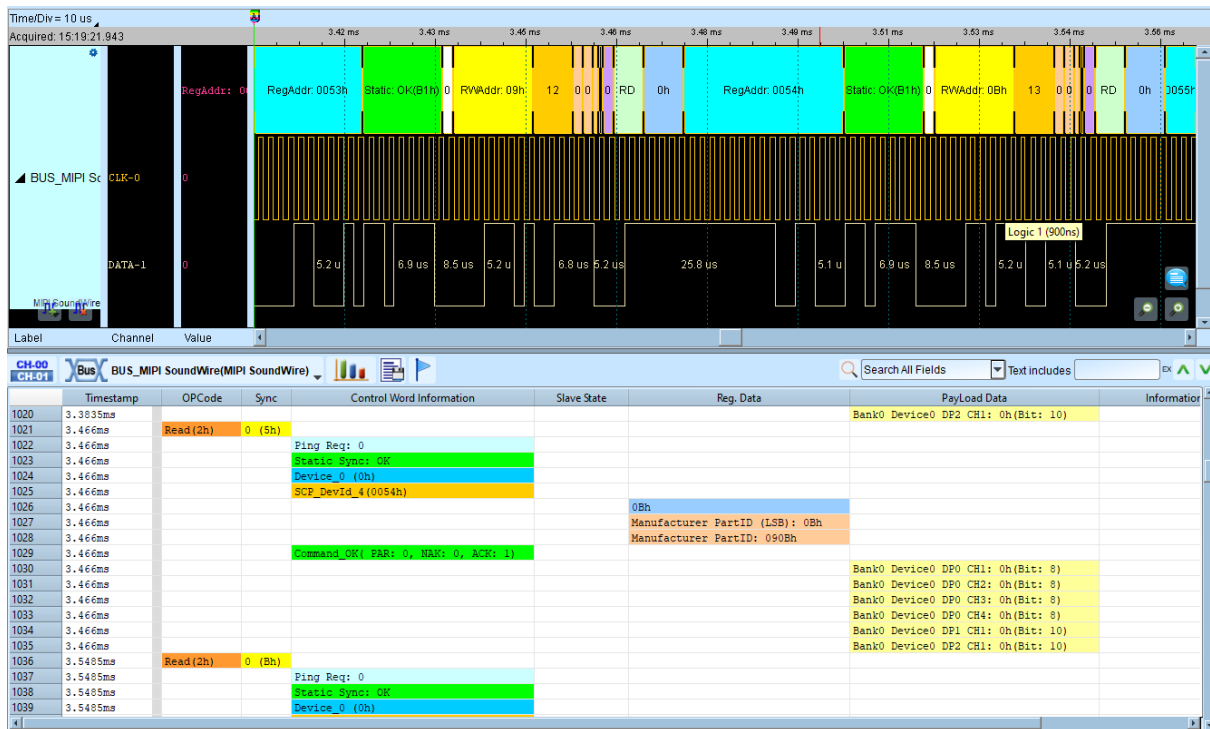 Time/Div = 10 us
Acquired: 15:19:21.943
3.42 ms 3.43 ms 3.45 ms 3.46 ms 3.48 ms 3.49 ms 3.51 ms 3.53 ms 3.54 ms 3.56 ms
RegAddr: 0 RegAddr: 0053h Static: OK(B1h) 0 RWAddr: 09h 12 0 0 0 RD 0h RegAddr: 0054h Static: OK(B1h) 0 RWAddr: 0Bh 13 0 0 0 RD 0h 0055h
BUS_MIPI So CLK-0 0
Logic 1 (900ns)
DATA-1 0 5.2 u 6.9 us 8.5 us 5.2 u 6.8 us 5.2 us 25.8 us 5.1 u 6.9 us 8.5 us 5.2 u 5.1 u 5.2 us
MIPI SoundWire
Label Channel Value
CH-00
CH-01
Bus BUS_MIPI SoundWire(MIPI SoundWire) Search All Fields Text includes EX
Timestamp OPCode Sync Control Word Information Slave State Reg. Data PayLoad Data Information
1020 3.3835ms Bank0 Device0 DP2 CH1: 0h(Bit: 10)
1021 3.466ms Read(2h) 0 (5h)
1022 3.466ms Ping Req: 0
1023 3.466ms Static Sync: OK
1024 3.466ms Device_0 (0h)
1025 3.466ms SCP_DevId_4(0054h)
1026 3.466ms 0Bh
1027 3.466ms Manufacturer PartID (LSB): 0Bh
1028 3.466ms Manufacturer PartID: 090Bh
1029 3.466ms Command_OK( PAR: 0, NAK: 0, ACK: 1)
1030 3.466ms Bank0 Device0 DP0 CH1: 0h(Bit: 8)
1031 3.466ms Bank0 Device0 DP0 CH2: 0h(Bit: 8)
1032 3.466ms Bank0 Device0 DP0 CH3: 0h(Bit: 8)
1033 3.466ms Bank0 Device0 DP0 CH4: 0h(Bit: 8)
1034 3.466ms Bank0 Device0 DP1 CH1: 0h(Bit: 10)
1035 3.466ms Bank0 Device0 DP2 CH1: 0h(Bit: 10)
1036 3.5485ms Read(2h) 0 (Bh)
1037 3.5485ms Ping Req: 0
1038 3.5485ms Static Sync: OK
1039 3.5485ms Device_0 (0h)